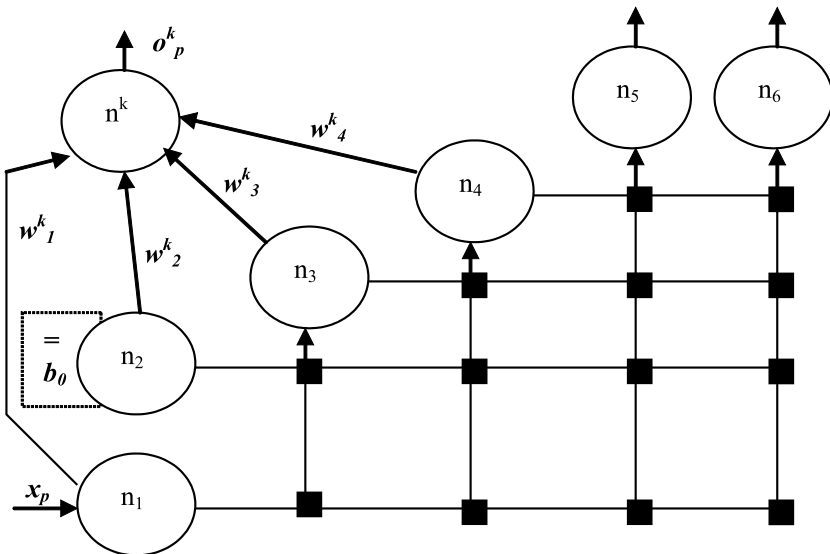 o^k_p
n^k
n_5
n_6
w^k_4
n_4
w^k_3
w^k_1
w^k_2
n_3
=
b_0
n_2
x_p
n_1